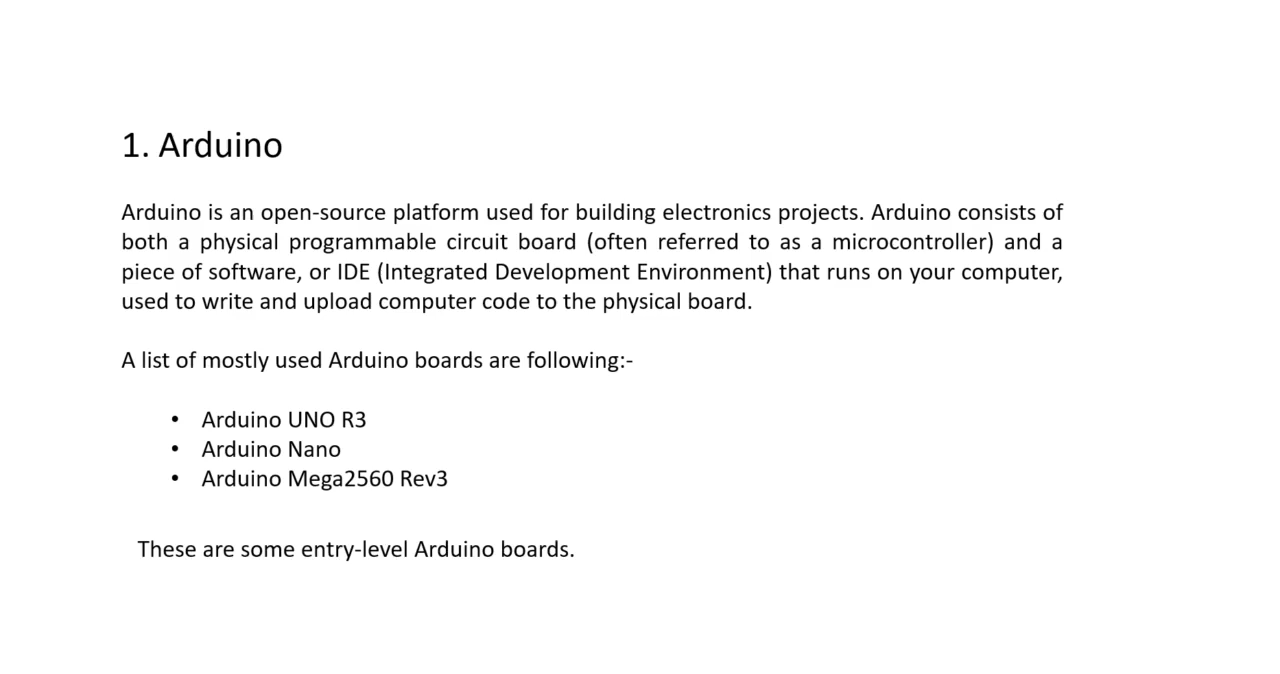 1. Arduino
Arduino is an open-source platform used for building electronics projects. Arduino consists of
both a physical programmable circuit board (often referred to as a microcontroller) and a
piece of software, or IDE (Integrated Development Environment) that runs on your computer,
used to write and upload computer code to the physical board.
A list of mostly used Arduino boards are following:-
• Arduino UNO R3
• Arduino Nano
• Arduino Mega2560 Rev3
These are some entry-level Arduino boards.